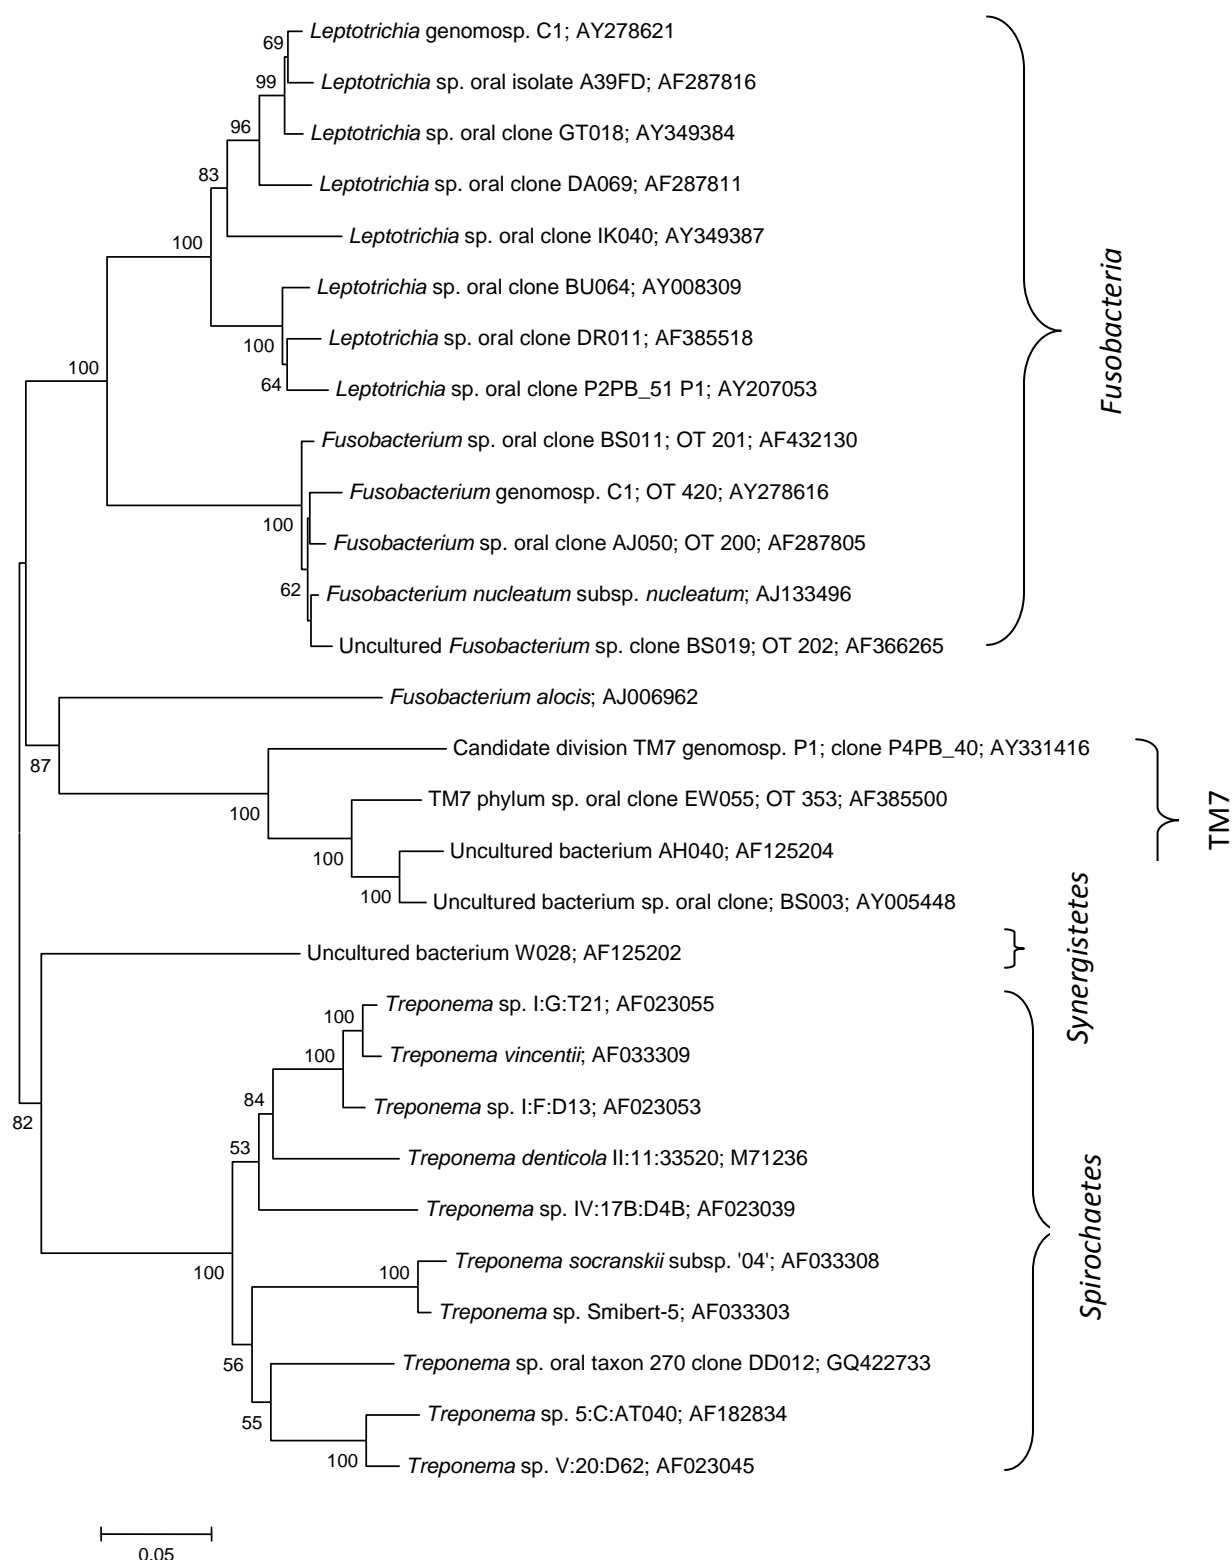 Leptotrichia genomosp. C1; AY278621
69
Leptotrichia sp. oral isolate A39FD; AF287816
99
Leptotrichia sp. oral clone GT018; AY349384
96
Leptotrichia sp. oral clone DA069; AF287811
83
Leptotrichia sp. oral clone IK040; AY349387
100
Leptotrichia sp. oral clone BU064; AY008309
Leptotrichia sp. oral clone DR011; AF385518
100
64
Leptotrichia sp. oral clone P2PB_51 P1; AY207053
100
Fusobacterium sp. oral clone BS011; OT 201; AF432130
Fusobacterium genomosp. C1; OT 420; AY278616
100
Fusobacterium sp. oral clone AJ050; OT 200; AF287805
62
Fusobacterium nucleatum subsp. nucleatum; AJ133496
Uncultured Fusobacterium sp. clone BS019; OT 202; AF366265
Fusobacteria
Fusobacterium alocis; AJ006962
87
Candidate division TM7 genomosp. P1; clone P4PB_40; AY331416
100
TM7 phylum sp. oral clone EW055; OT 353; AF385500
100
Uncultured bacterium AH040; AF125204
100
Uncultured bacterium sp. oral clone; BS003; AY005448
TM7
Uncultured bacterium W028; AF125202
Synergistetes
82
Treponema sp. I:G:T21; AF023055
100
Treponema vincentii; AF033309
100
Treponema sp. I:F:D13; AF023053
84
Treponema denticola II:11:33520; M71236
53
Treponema sp. IV:17B:D4B; AF023039
100
Treponema socranskii subsp. '04'; AF033308
100
Treponema sp. Smibert-5; AF033303
56
Treponema sp. oral taxon 270 clone DD012; GQ422733
55
Treponema sp. 5:C:AT040; AF182834
100
Treponema sp. V:20:D62; AF023045
Spirochaetes
0.05